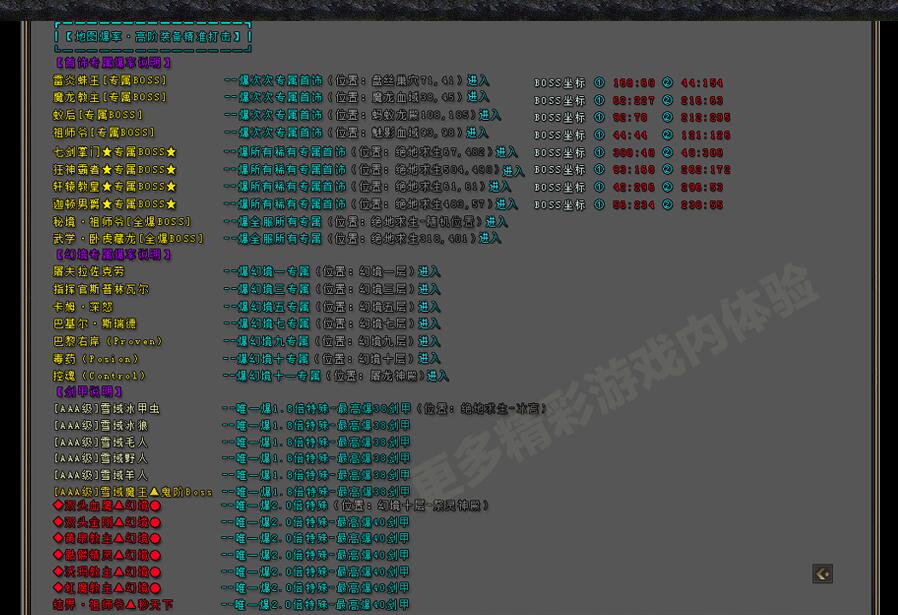 【地图爆率·高阶装备精准打击】
【首饰专属爆率说明】
雷炎蛛王[专属BOSS] --爆次次专属首饰(位置:盘丝巢穴71,41)进入 BOSS坐标 ① 168:68 ② 44:154
魔龙教主[专属BOSS] --爆次次专属首饰(位置:魔龙血域38,45)进入 BOSS坐标 ① 62:227 ② 216:63
蚁后[专属BOSS] --爆次次专属首饰(位置:蚂蚁龙殿108,185)进入 BOSS坐标 ① 92:78 ②
祖师爷[专属BOSS] --爆次次专属首饰(位置:魅影血域93,98)进入 BOSS坐标 ① 44:44 ② 121:126
七剑掌门★专属BOSS★ --爆所有稀有专属首饰(位置:绝地求生67,482)进入 BOSS坐标 ① ②
狂神霸者★专属BOSS★ --爆所有稀有专属首饰(位置:绝地求生 进入 BOSS坐标 ① ②
轩辕教皇★专属BOSS★ --爆所有稀有专属首饰(位置:绝地求生61,61)进入 BOSS坐标 ① ②
迦顿男爵★专属BOSS★ --爆所有稀有专属首饰(位置:绝地求生 进入 BOSS坐标 ① 56:234 ②
秘境·祖师爷[全爆BOSS] --爆全服所有专属(位置:绝地求生-随机位置)进入
武学·卧虎藏龙[全爆BOSS] --爆全服所有专属(位置:绝地求生318,401)进入
【幻境专属爆率说明】
屠夫拉佐克劳 --爆幻境一专属(位置:幻境一层)进入
指挥官斯普林瓦尔 --爆幻境三专属(位置:幻境三层)进入
卡姆·深怒 --爆幻境五专属(位置:幻境五层)进入
巴基尔·斯瑞德 --爆幻境七专属(位置:幻境七层)进入
巴黎右岸(Proven) --爆幻境九专属(位置:幻境九层)进入
毒药(Posion) --爆幻境十专属(位置:幻境十层)进入
控魂(Control) --爆幻境十一专属(位置:屠龙神殿)进入
【剑甲说明】
[AAA级]雪域冰甲虫 --唯一爆1.8倍特殊-最高爆38剑甲(位置:绝地求生-冰宫)
[AAA级]雪域冰狼 --唯一爆1.8倍特殊-最高爆38剑甲
[AAA级]雪域毛人 --唯一爆1.8倍特殊-最高爆38剑甲
[AAA级]雪域野人 --唯一爆1.8倍特殊-最高爆38剑甲
[AAA级]雪域羊人 --唯一爆1.8倍特殊-最高爆38剑甲
[AAA级]雪域魔王▲鬼阶Boss --唯一爆1.8倍特殊-最高爆38剑甲
◆双头血魔▲幻境● --唯一爆2.0倍特殊(位置:幻境十层-祭灵神殿)
◆双头金刚▲幻境● --唯一爆2.0倍特殊-最高爆40剑甲
◆黄泉教主▲幻境● --唯一爆2.0倍特殊-最高爆40剑甲
◆骷髅精灵▲幻境● --唯一爆2.0倍特殊-最高爆40剑甲
◆沃玛教主▲幻境● --唯一爆2.0倍特殊-最高爆40剑甲
◆虹魔教主▲幻境● --唯一爆2.0倍特殊-最高爆40剑甲
结界·祖师爷▲秒天下 --唯一爆2.0倍特殊-最高爆40剑甲
更多精彩游戏内体验